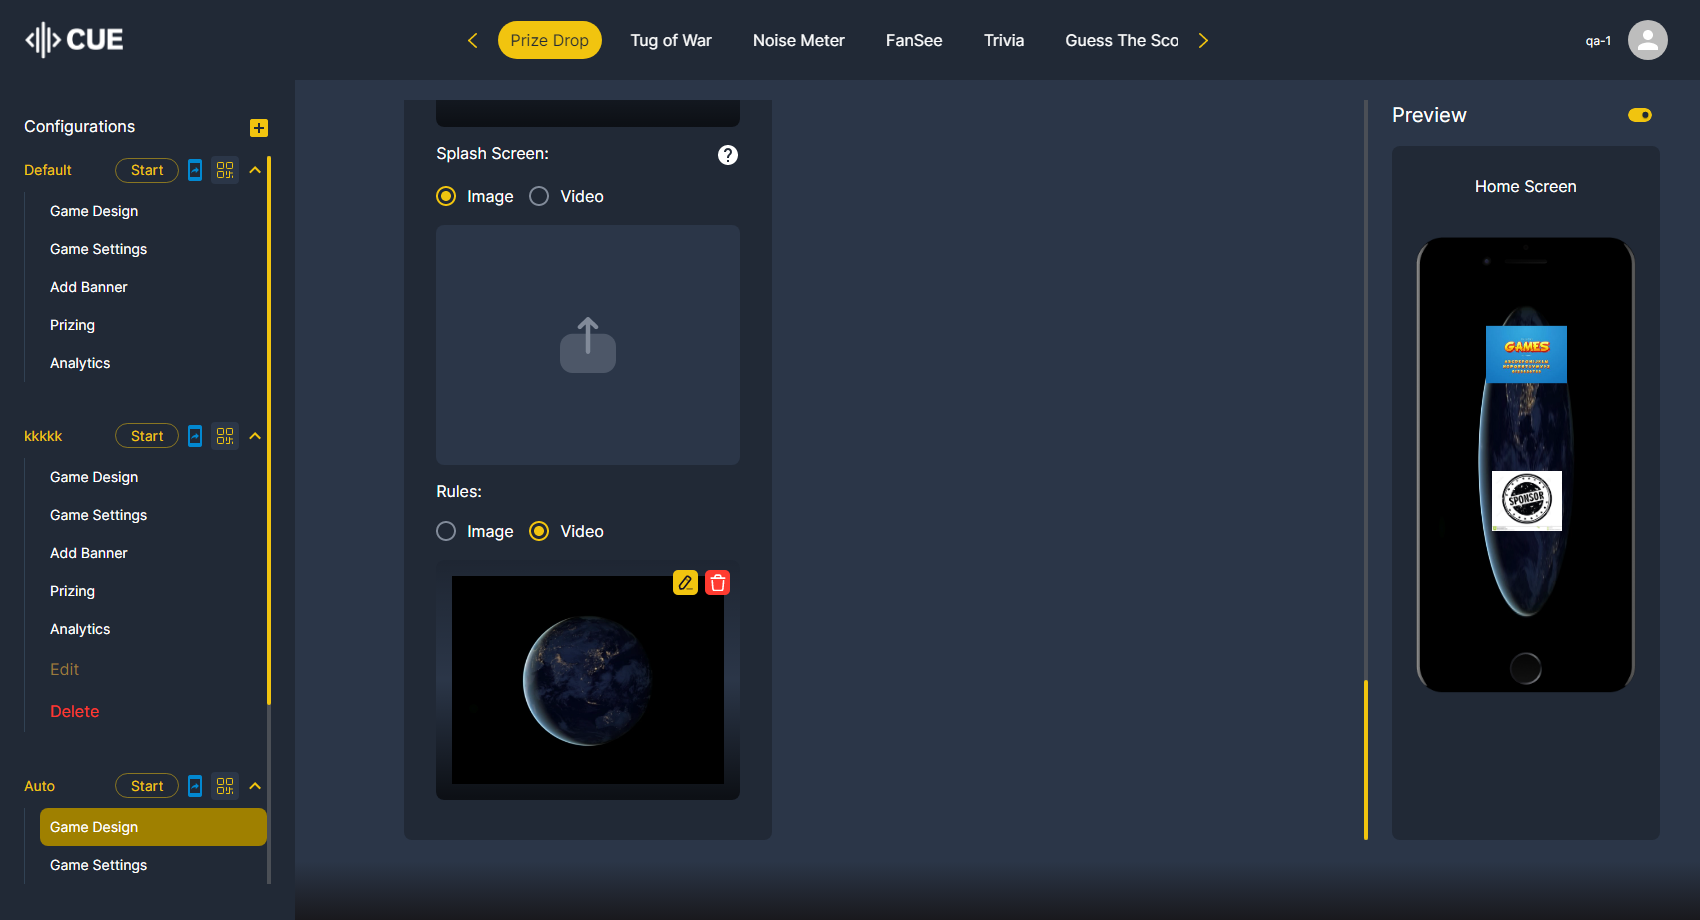 CUE
Prize Drop
Tug of War
Noise Meter
FanSee
Trivia
Guess The Sco
qa-1
Configurations
Default
Start
Game Design
Game Settings
Add Banner
Prizing
Analytics
kkkkk
Start
Game Design
Game Settings
Add Banner
Prizing
Analytics
Edit
Delete
Auto
Start
Game Design
Game Settings
Splash Screen:
?
Image
Video
Rules:
Image
Video
Preview
Home Screen
GAMES
SPONSOR